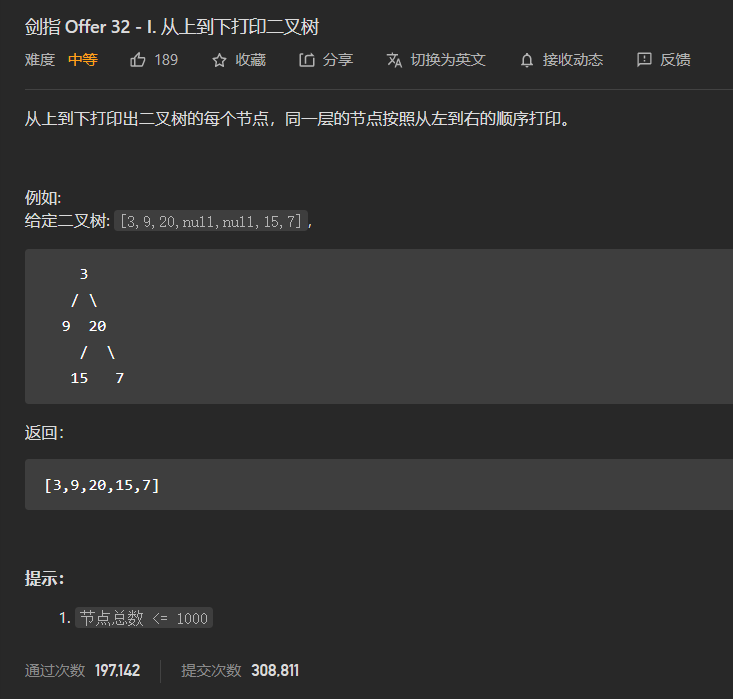 剑指 Offer 32 - I. 从上到下打印二叉树
难度 中等 189 收藏 分享 切换为英文 接收动态 反馈
从上到下打印出二叉树的每个节点，同一层的节点按照从左到右的顺序打印。
例如:
给定二叉树: [3,9,20,null,null,15,7],
3
/ \
9 20
/ \
15 7
返回：
[3,9,20,15,7]
提示：
1. 节点总数 <= 1000
通过次数 197,142 提交次数 308,811